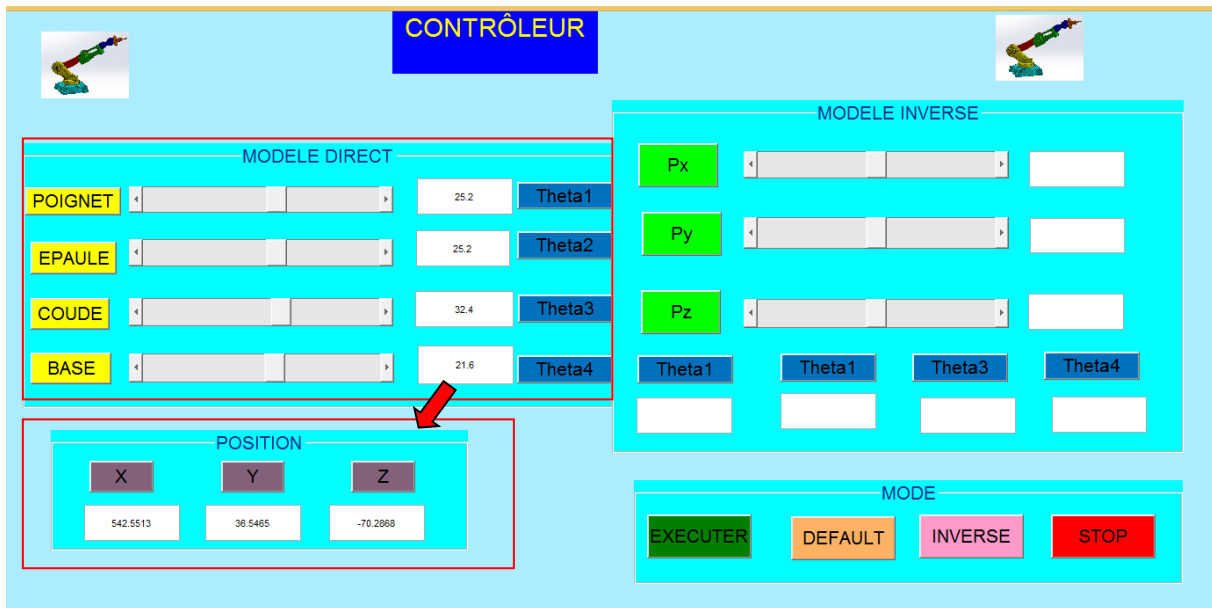 CONTRÔLEUR
MODELE DIRECT
POIGNET 25.2 Theta1
EPAULE 25.2 Theta2
COUDE 32.4 Theta3
BASE 21.6 Theta4
POSITION
X Y Z
542.5513 36.5465 -70.2868
MODELE INVERSE
Px
Py
Pz
Theta1 Theta1 Theta3 Theta4
MODE
EXECUTER DEFAULT INVERSE STOP